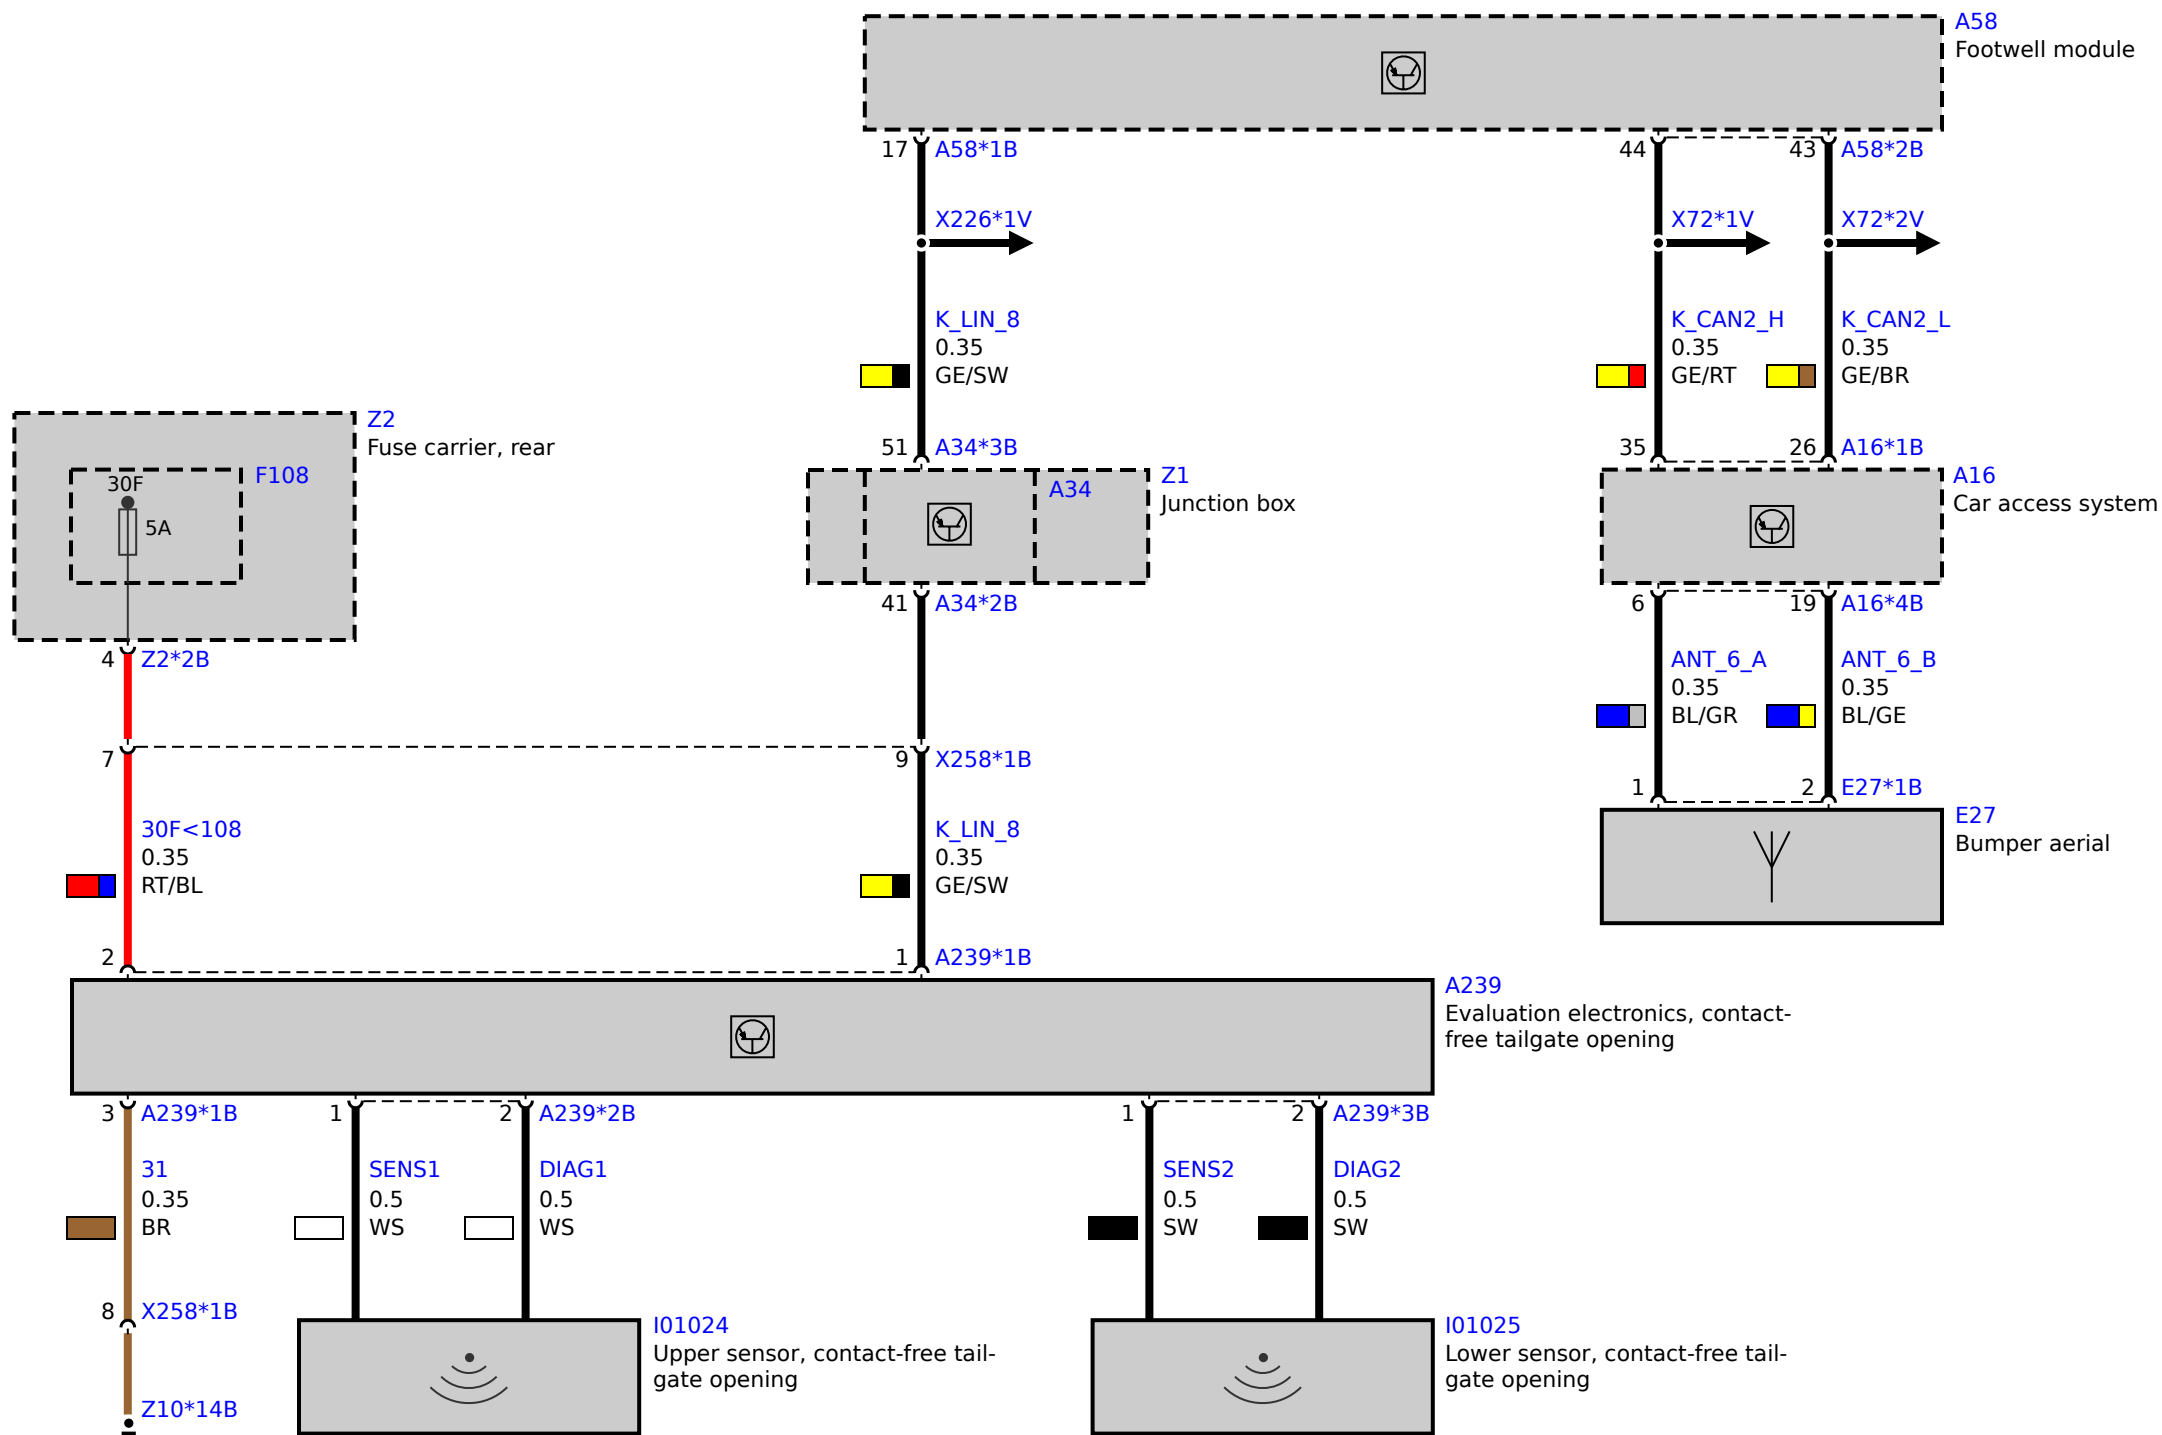 A58
Footwell module
17 A58*1B
44 43 A58*2B
X226*1V
X72*1V
X72*2V
K_LIN_8
0.35
GE/SW
K_CAN2_H
0.35
GE/RT
K_CAN2_L
0.35
GE/BR
Z2
Fuse carrier, rear
F108
30F
5A
51 A34*3B
35 26 A16*1B
A34
Z1
Junction box
A16
Car access system
41 A34*2B
6 19 A16*4B
4 Z2*2B
ANT_6_A
0.35
BL/GR
ANT_6_B
0.35
BL/GE
7 9 X258*1B
1 2 E27*1B
E27
Bumper aerial
30F<108
0.35
RT/BL
K_LIN_8
0.35
GE/SW
2 1 A239*1B
A239
Evaluation electronics, contact-
free tailgate opening
3 A239*1B
1 2 A239*2B
1 2 A239*3B
31
0.35
BR
SENS1
0.5
WS
DIAG1
0.5
WS
SENS2
0.5
SW
DIAG2
0.5
SW
8 X258*1B
I01024
Upper sensor, contact-free tail-
gate opening
I01025
Lower sensor, contact-free tail-
gate opening
Z10*14B